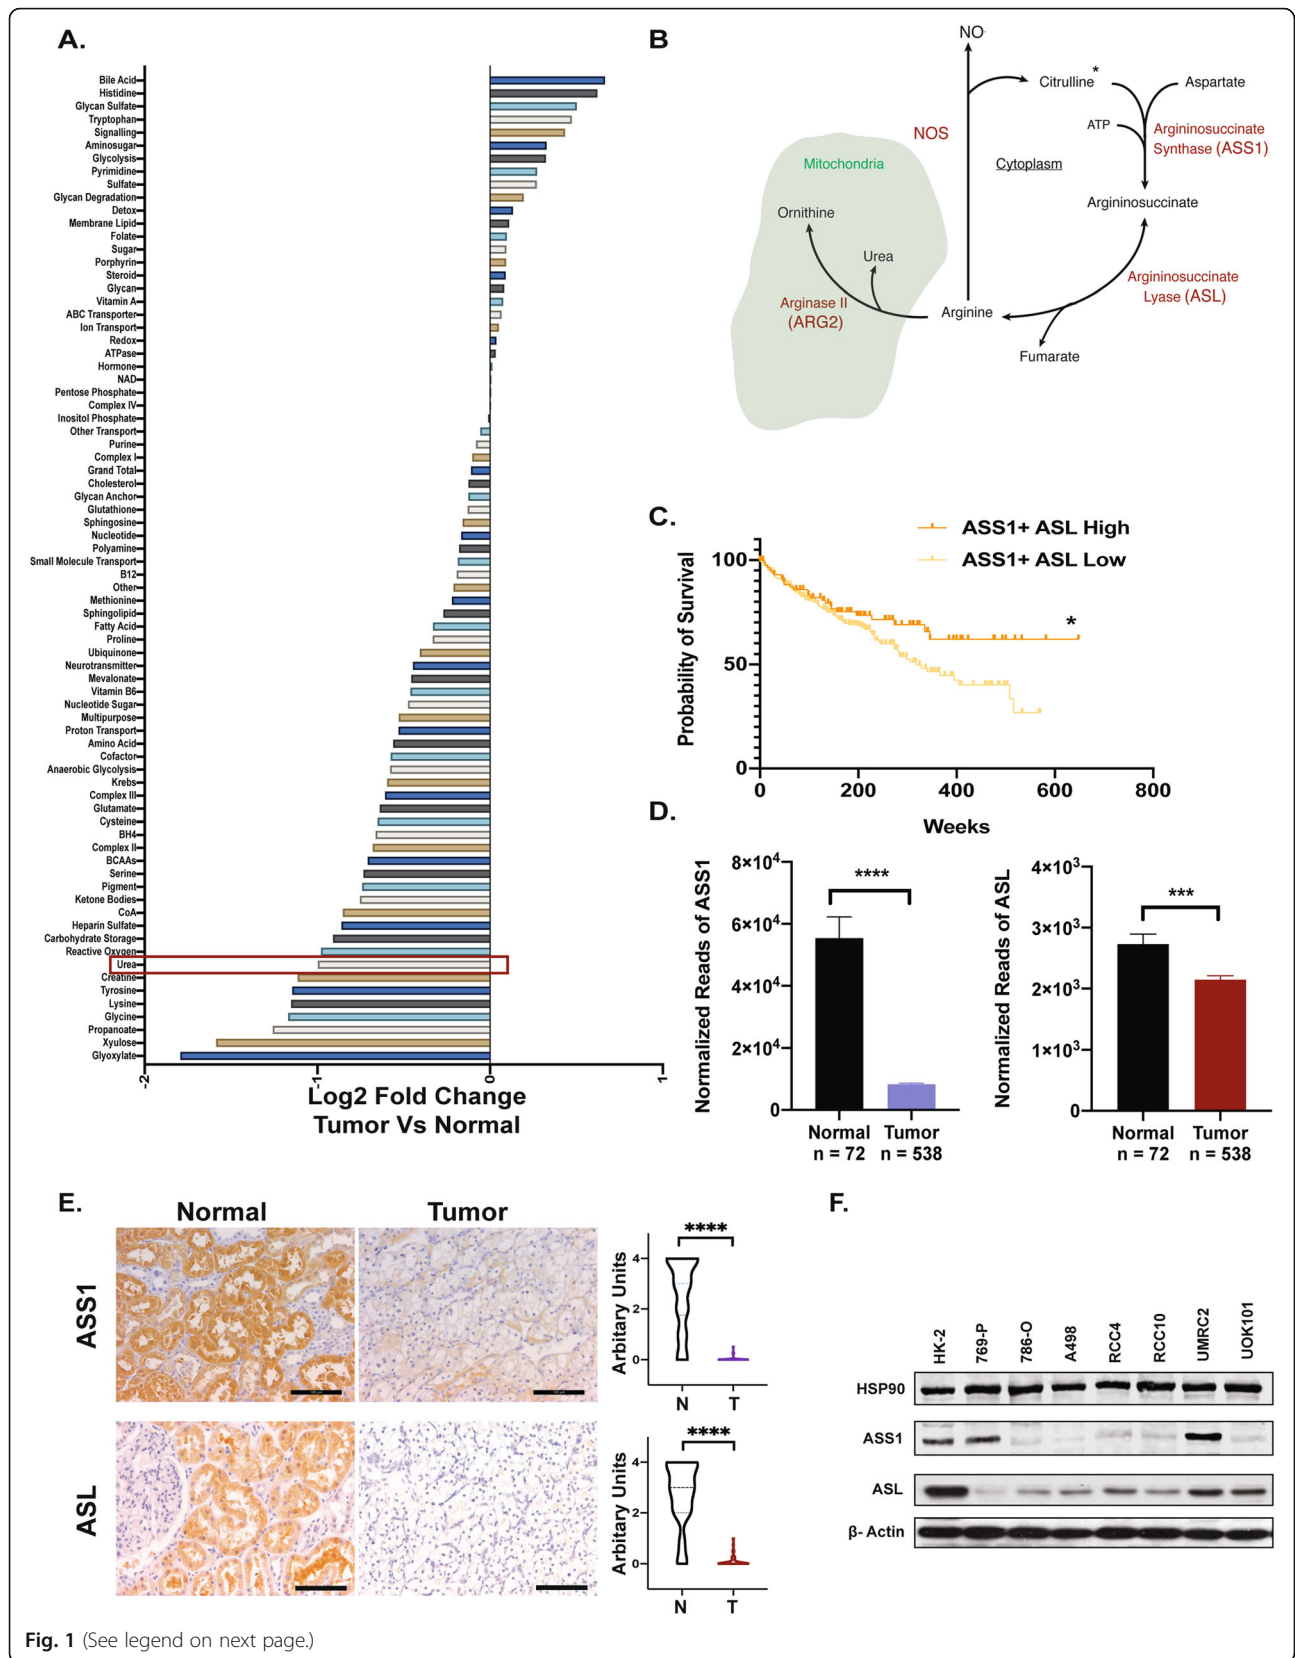 A.
Bile Acid
Histidine
Glycan Sulfate
Tryptophan
Signalling
Aminosugar
Glycolysis
Pyrimidine
Sulfate
Glycan Degradation
Detox
Membrane Lipid
Folate
Sugar
Porphyrin
Steroid
Glycan
Vitamin A
ABC Transporter
Ion Transport
Redox
ATPase
Hormone
NAD
Pentose Phosphate
Complex IV
Inositol Phosphate
Other Transport
Purine
Complex I
Grand Total
Cholesterol
Glycan Anchor
Glutathione
Sphingosine
Nucleotide
Polyamine
Small Molecule Transport
B12
Other
Methionine
Sphingolipid
Fatty Acid
Proline
Ubiquinone
Neurotransmitter
Mevalonate
Vitamin B6
Nucleotide Sugar
Multipurpose
Proton Transport
Amino Acid
Cofactor
Anaerobic Glycolysis
Krebs
Complex III
Glutamate
Cysteine
BH4
Complex II
BCAAs
Serine
Pigment
Ketone Bodies
CoA
Heparin Sulfate
Carbohydrate Storage
Reactive Oxygen
Urea
Creatine
Tyrosine
Lysine
Glycine
Propanoate
Xyulose
Glyoxylate
-2 -1 0 1
Log2 Fold Change
Tumor Vs Normal
B
NO
Citrulline *
Aspartate
ATP
NOS
Argininosuccinate
Synthase (ASS1)
Mitochondria
Cytoplasm
Argininosuccinate
Ornithine
Urea
Argininosuccinate
Lyase (ASL)
Arginase II
(ARG2)
Arginine
Fumarate
C.
ASS1+ ASL High
ASS1+ ASL Low
Probability of Survival
100
50
0
*
0 200 400 600 800
Weeks
D.
Normalized Reads of ASS1
8×10⁴
6×10⁴
4×10⁴
2×10⁴
0
****
Normal Tumor
n = 72 n = 538
Normalized Reads of ASL
4×10³
3×10³
2×10³
1×10³
0
***
Normal Tumor
n = 72 n = 538
E.
Normal Tumor
ASS1
Arbitary Units
4
2
0
****
N T
ASL
Arbitary Units
4
2
0
****
N T
F.
HK-2 769-P 786-O A498 RCC4 RCC10 UMRC2 UOK101
HSP90
ASS1
ASL
β- Actin
Fig. 1 (See legend on next page.)